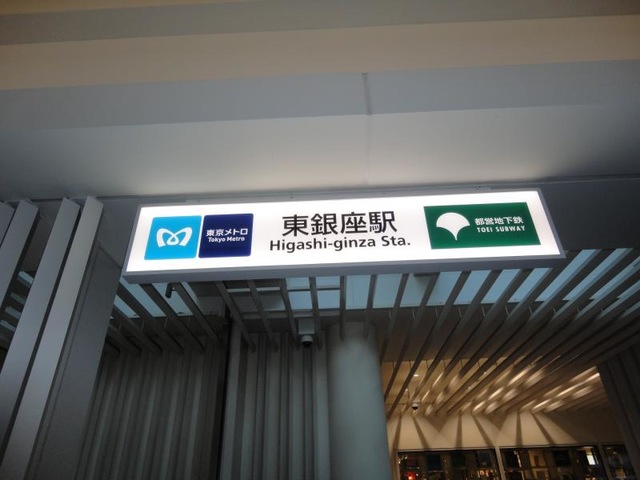 東京メトロ
Tokyo Metro
東銀座駅
Higashi-ginza Sta.
都営地下鉄
TOEI SUBWAY